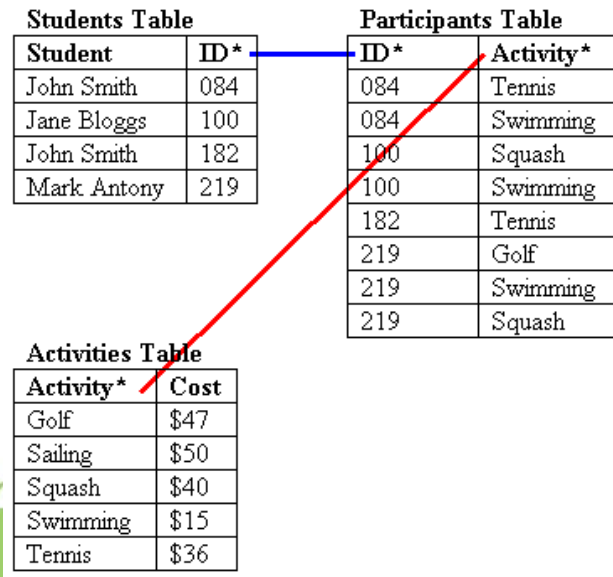 Students Table
Student ID*
John Smith 084
Jane Bloggs 100
John Smith 182
Mark Antony 219
Participants Table
ID* Activity*
084 Tennis
084 Swimming
100 Squash
100 Swimming
182 Tennis
219 Golf
219 Swimming
219 Squash
Activities Table
Activity* Cost
Golf $47
Sailing $50
Squash $40
Swimming $15
Tennis $36